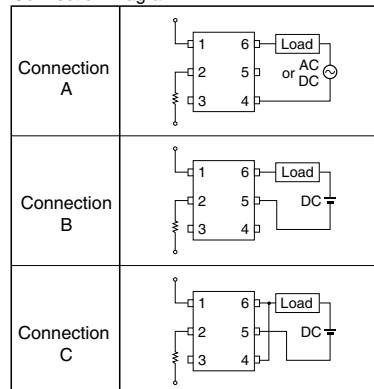 Connection
A
1 6 Load
2 5 or AC
DC
3 4
Connection
B
1 6 Load
2 5 DC
3 4
Connection
C
1 6 Load
2 5 DC
3 4